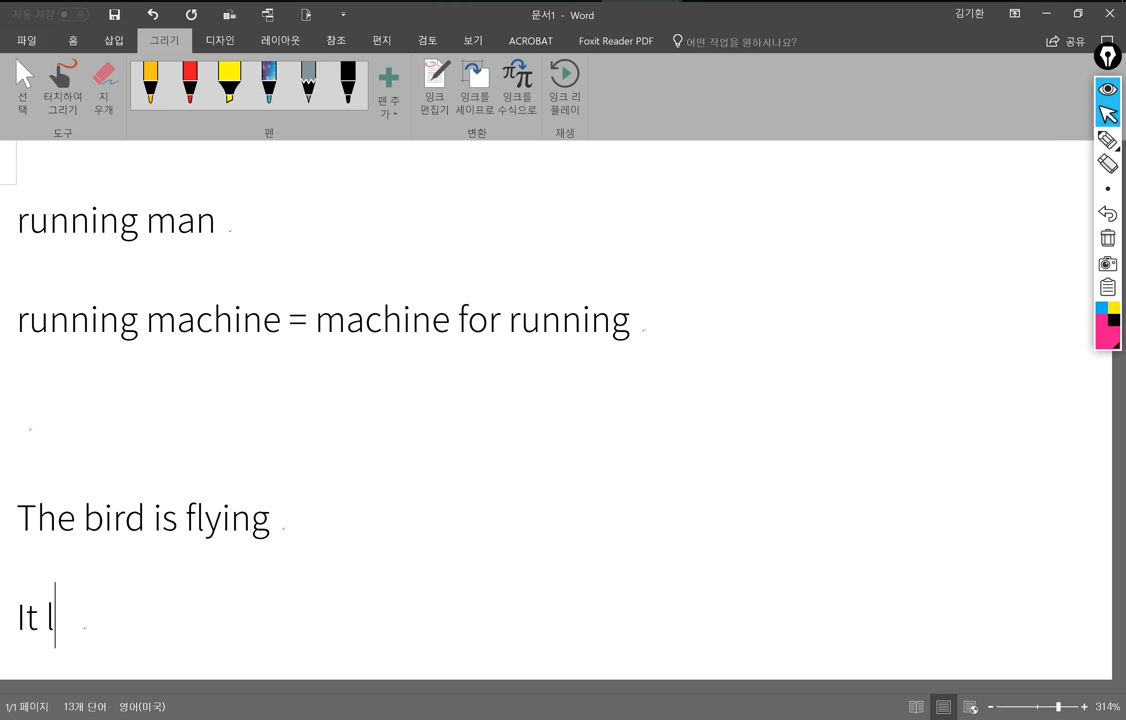 자동 저장 끔 문서1 - Word 김기환
파일 홈 삽입 그리기 디자인 레이아웃 참조 편지 검토 보기 ACROBAT Foxit Reader PDF 어떤 작업을 원하시나요? 공유
선택 터치하여 그리기 지우개 펜 추가 잉크 편집기 잉크를 셰이프로 잉크를 수식으로 잉크 리플레이
도구 펜 변환 재생
running man
running machine = machine for running
The bird is flying
It l
1/1 페이지 13개 단어 영어(미국) 314%